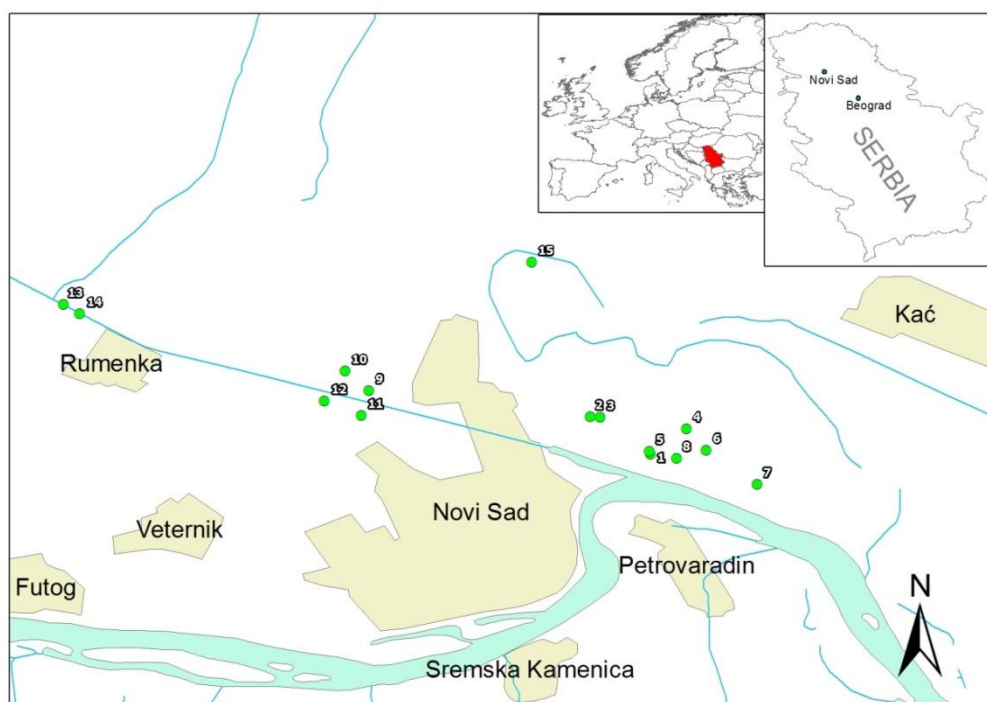 Novi Sad
Beograd
SERBIA
15
Kać
13
14
Rumenka
10
9
12
11
2 3
4
5
6
1
8
7
Novi Sad
Veternik
Petrovaradin
Futog
N
Sremska Kamenica